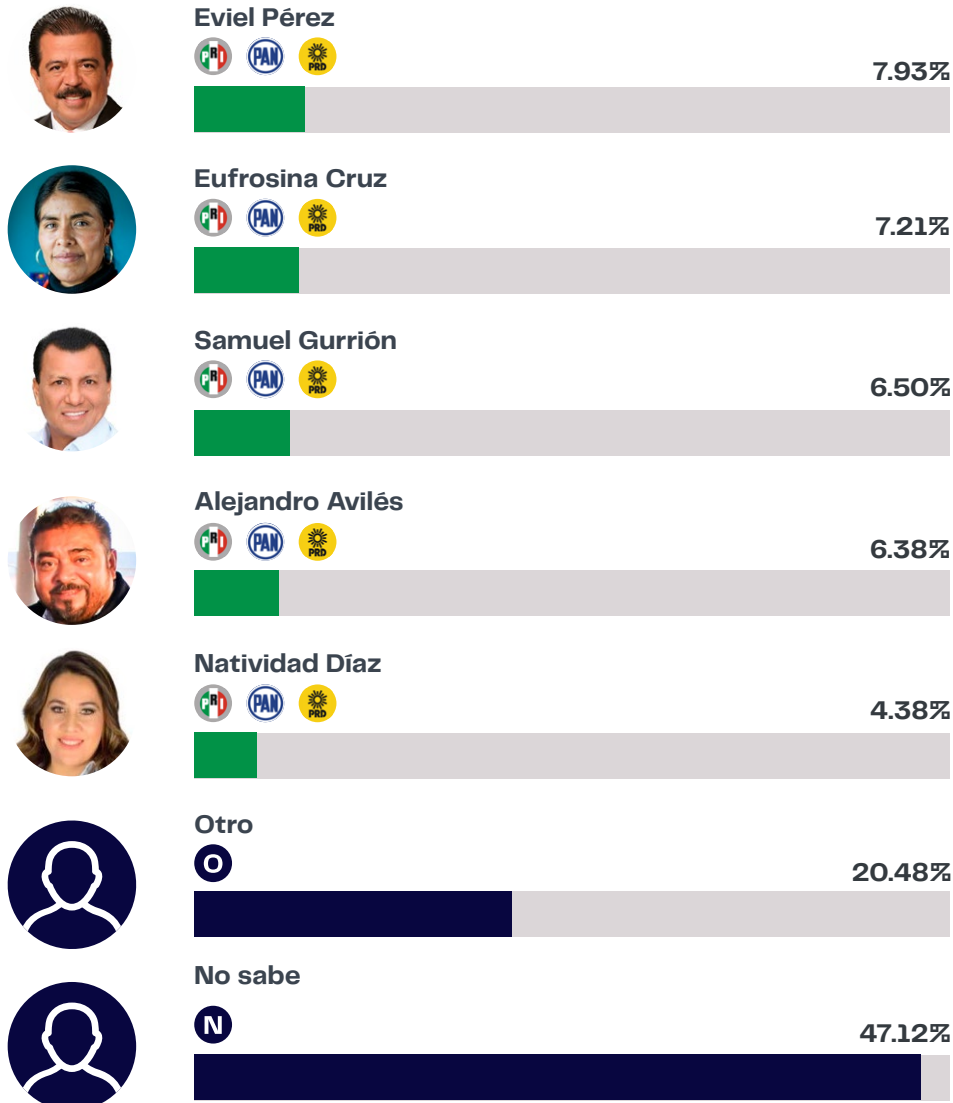 Eviel Pérez
PRI PAN PRD
7.93%
Eufrosina Cruz
PRI PAN PRD
7.21%
Samuel Gurrión
PRI PAN PRD
6.50%
Alejandro Avilés
PRI PAN PRD
6.38%
Natividad Díaz
PRI PAN PRD
4.38%
Otro
O
20.48%
No sabe
N
47.12%